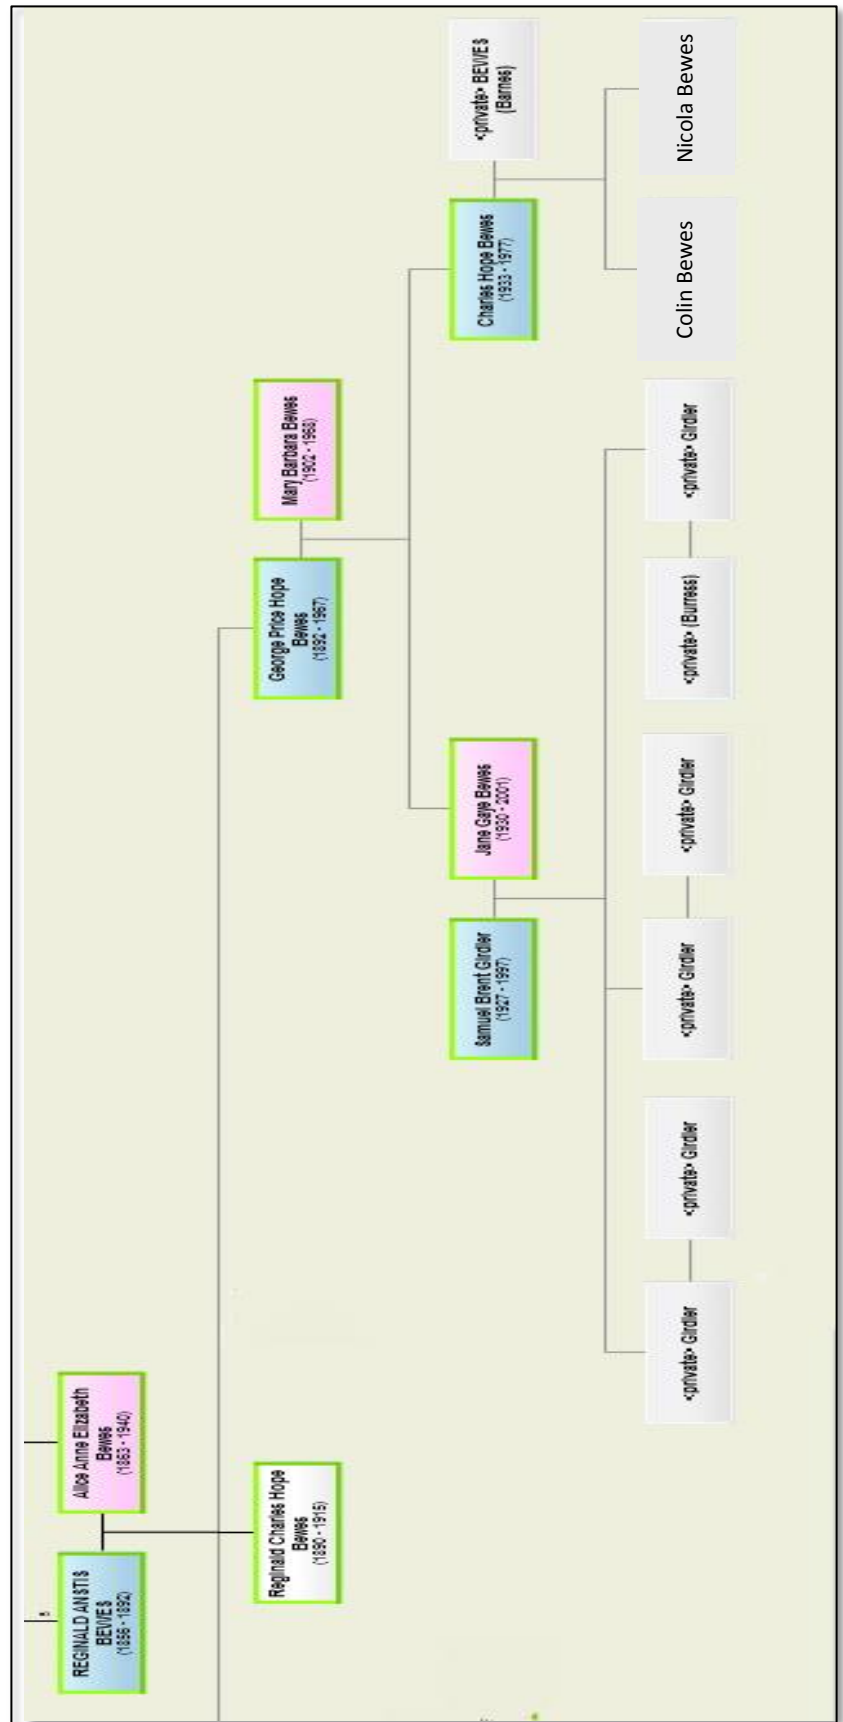 REGINALD ANSTIS
BEWES
(1856 - 1892)
Alice Anne Elizabeth
Bewes
(1863 - 1940)
Reginald Charles Hope
Bewes
(1890 - 1915)
George Price Hope
Bewes
(1892 - 1967)
Mary Barbara Bewes
(1902 - 1968)
Samuel Brent Girdler
(1927 - 1997)
Jane Gaye Bewes
(1930 - 2001)
Charles Hope Bewes
(1933 - 1977)
<private> BEWES
(Barnes)
<private> Girdler
<private> Girdler
<private> Girdler
<private> Girdler
<private> (Burress)
<private> Girdler
Colin Bewes
Nicola Bewes